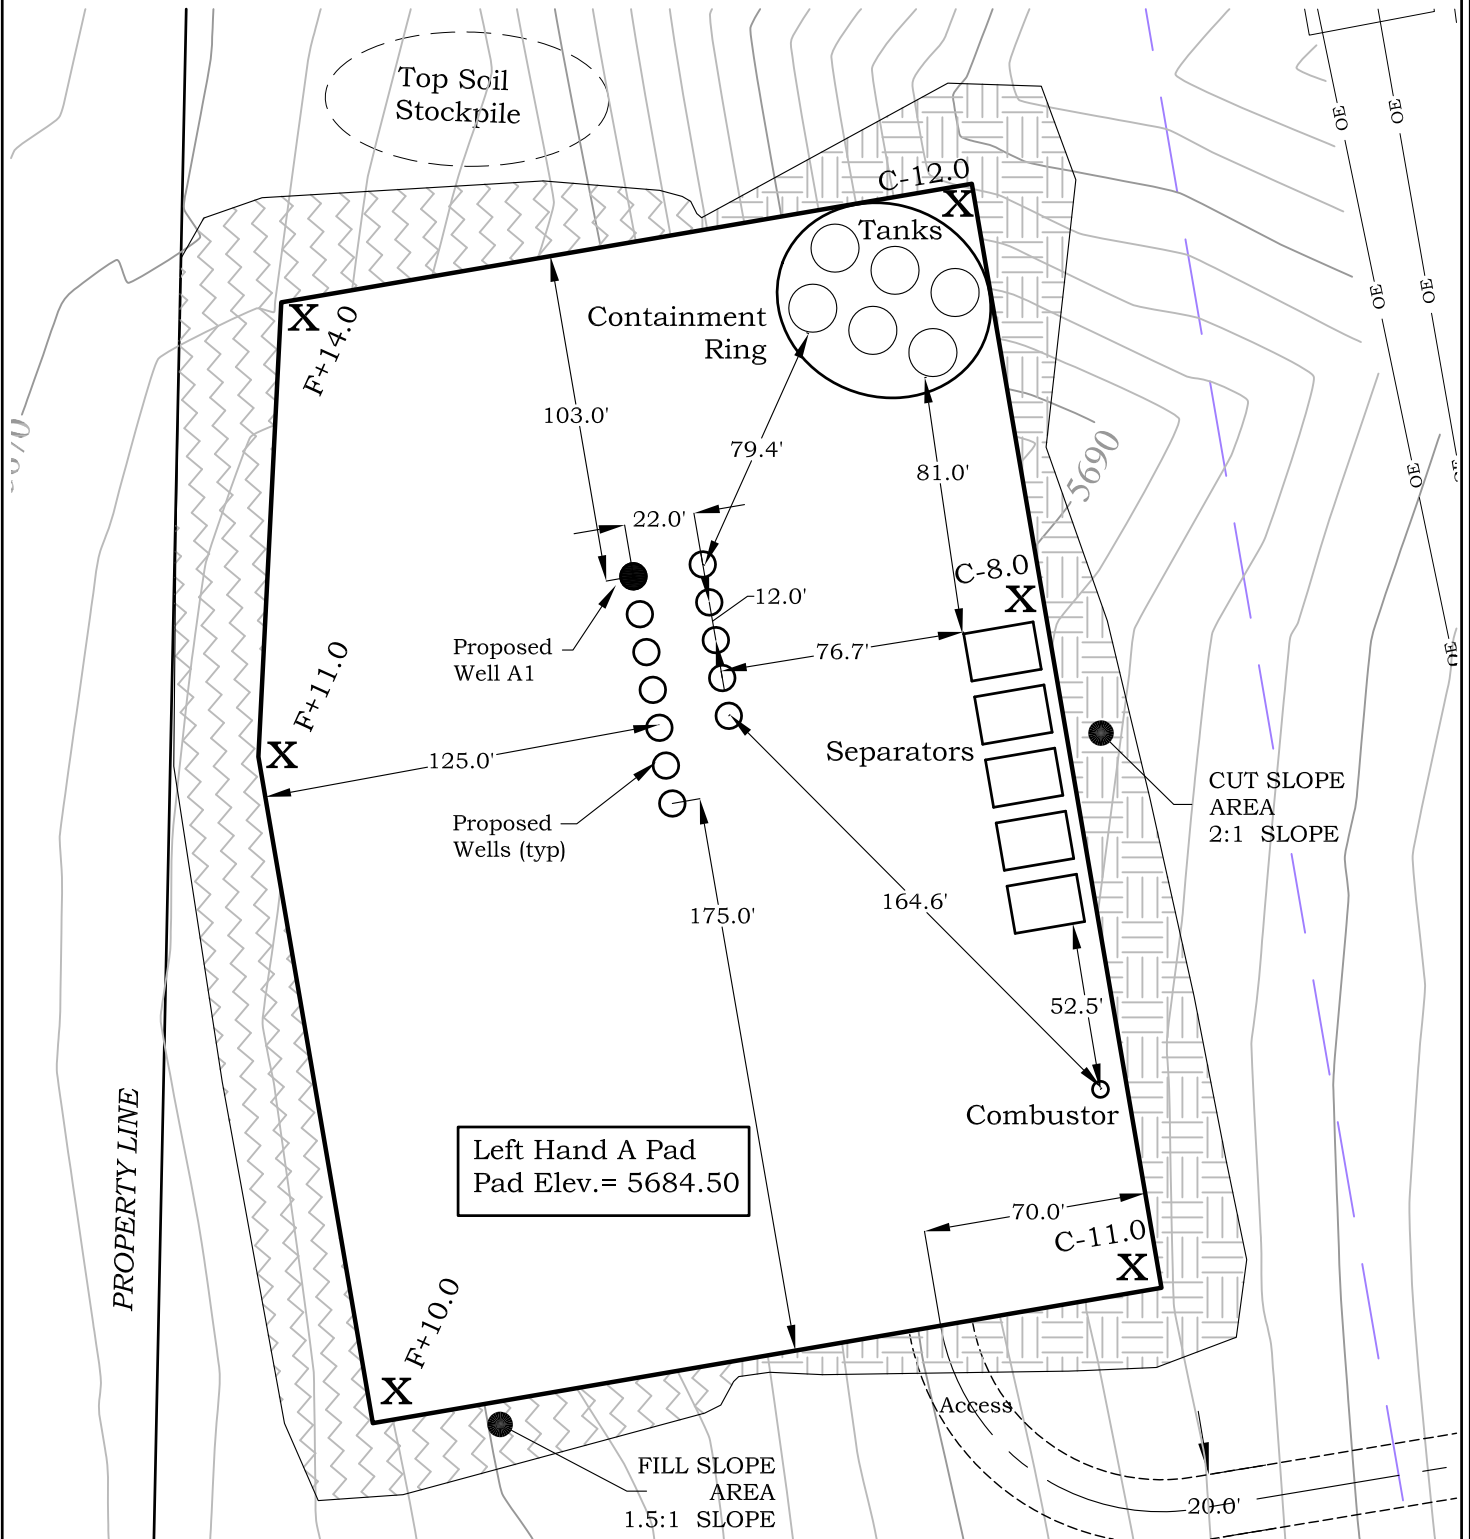 Top Soil
Stockpile
OE
OE
C-12.0
X
Tanks
OE
OE
Containment
Ring
X
F+14.0
103.0'
79.4'
81.0'
5690
OE
22.0'
C-8.0
X
12.0'
Proposed
Well A1
76.7'
OE
F+11.0
X
125.0'
Separators
CUT SLOPE
AREA
2:1 SLOPE
Proposed
Wells (typ)
164.6'
175.0'
52.5'
Combustor
PROPERTY LINE
Left Hand A Pad
Pad Elev.= 5684.50
70.0'
C-11.0
X
F+10.0
X
Access
FILL SLOPE
AREA
1.5:1 SLOPE
20.0'